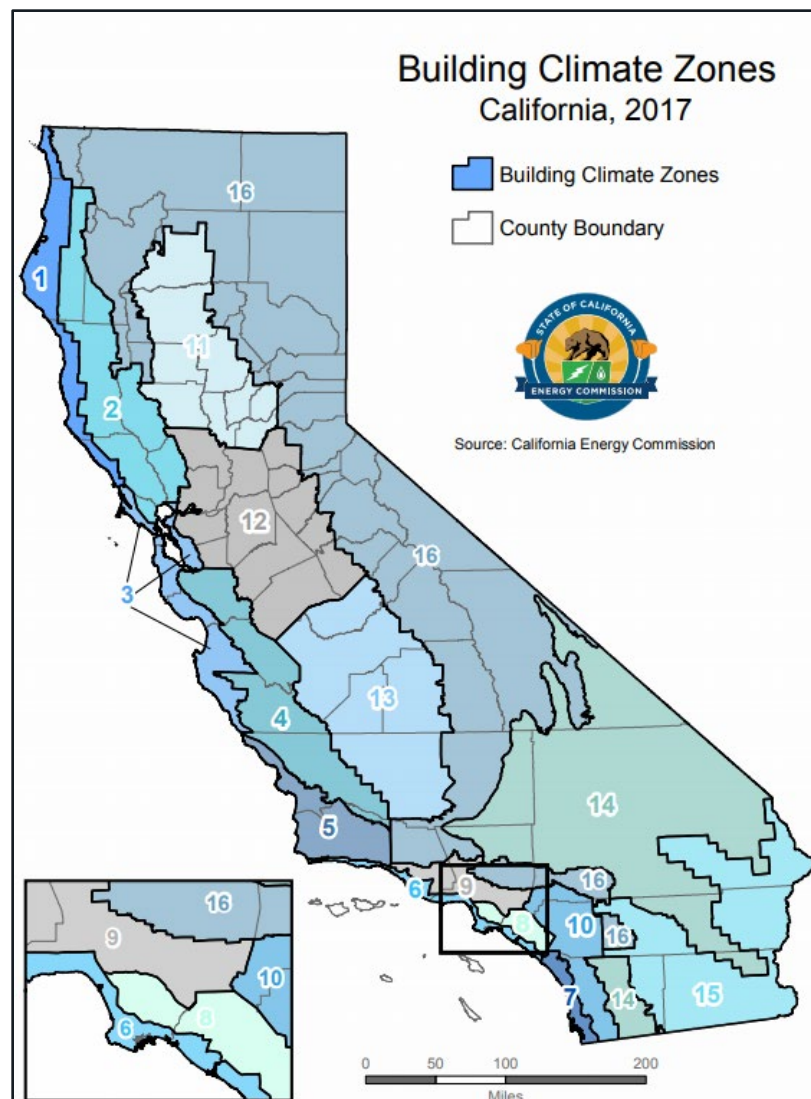 Building Climate Zones
California, 2017
Building Climate Zones
County Boundary
STATE OF CALIFORNIA
ENERGY COMMISSION
Source: California Energy Commission
16
1
11
2
12
16
3
13
4
14
5
6
9
16
8
10
16
7
14
15
16
9
10
6
8
0 50 100 200
Miles